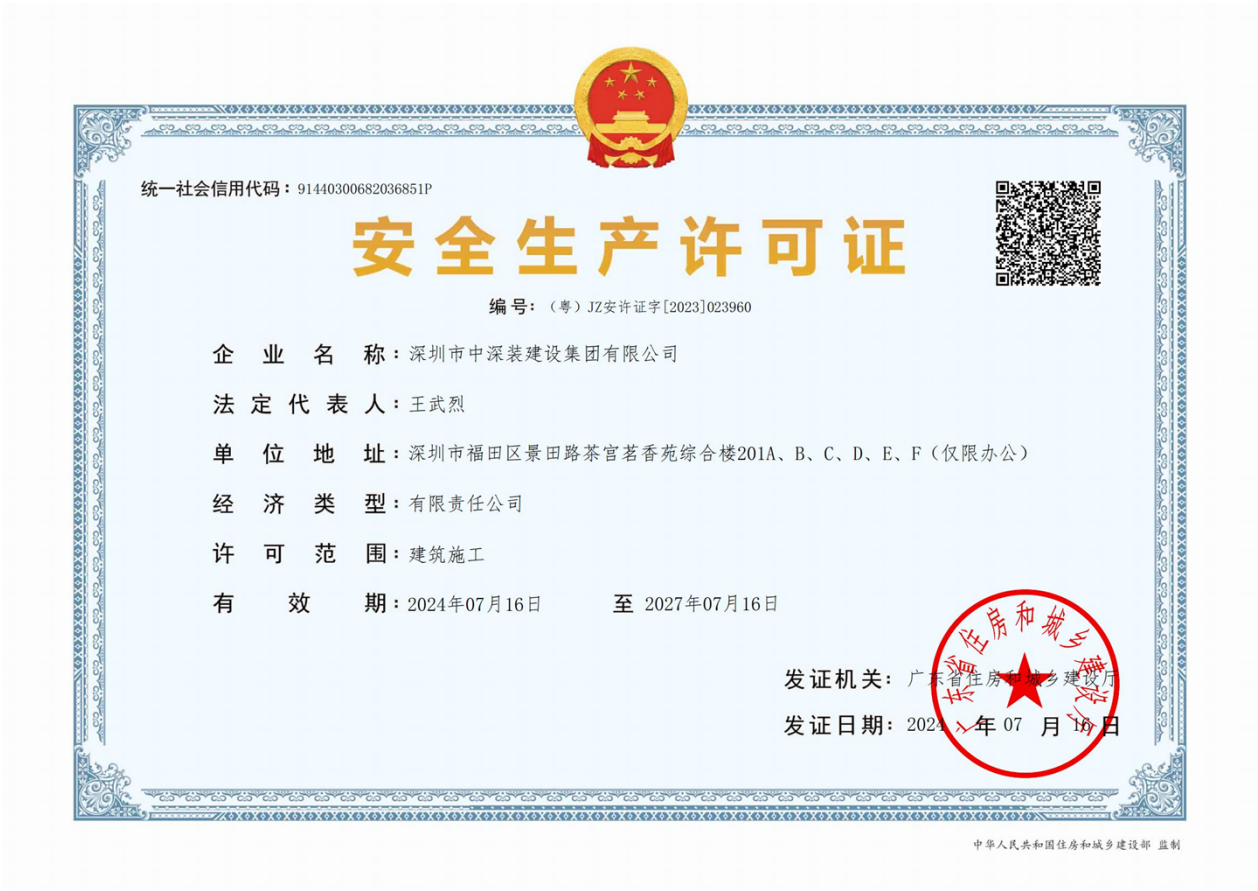 统一社会信用代码：91440300682036851P
安全生产许可证
编号：（粤）JZ安许证字[2023]023960
企业名称：深圳市中深装建设集团有限公司
法定代表人：王武烈
单位地址：深圳市福田区景田路茶宫茗香苑综合楼201A、B、C、D、E、F（仅限办公）
经济类型：有限责任公司
许可范围：建筑施工
有效期：2024年07月16日 至 2027年07月16日
广东省住房和城乡建设厅
发证机关：广东省住房和城乡建设厅
发证日期：2024 年 07 月 16 日
中华人民共和国住房和城乡建设部 监制